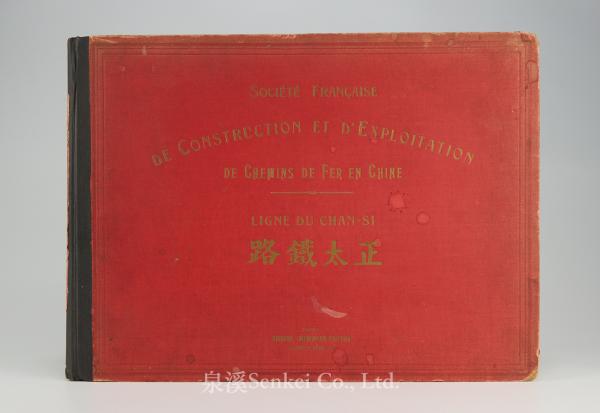 SOCIÉTÉ FRANÇAISE
DE CONSTRUCTION ET D'EXPLOITATION
DE CHEMINS DE FER EN CHINE
LIGNE DU CHAN-SI
路鐵太正
泉溪Senkei Co., Ltd.